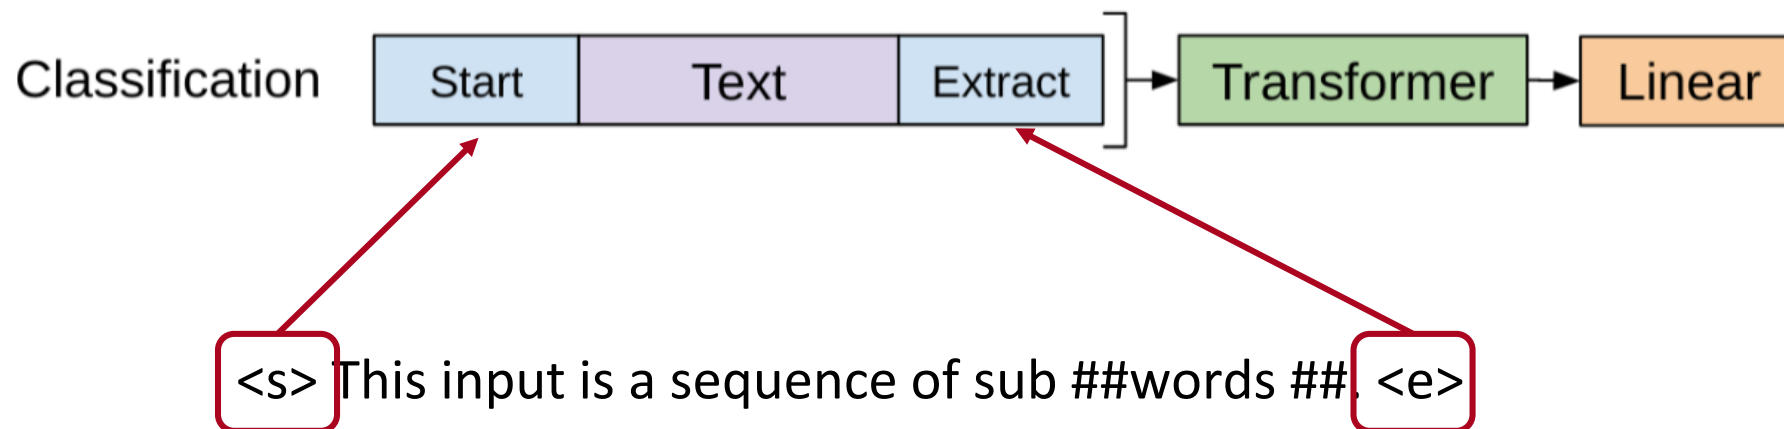 Classification Start Text Extract Transformer Linear
<s> This input is a sequence of sub ##words ##. <e>